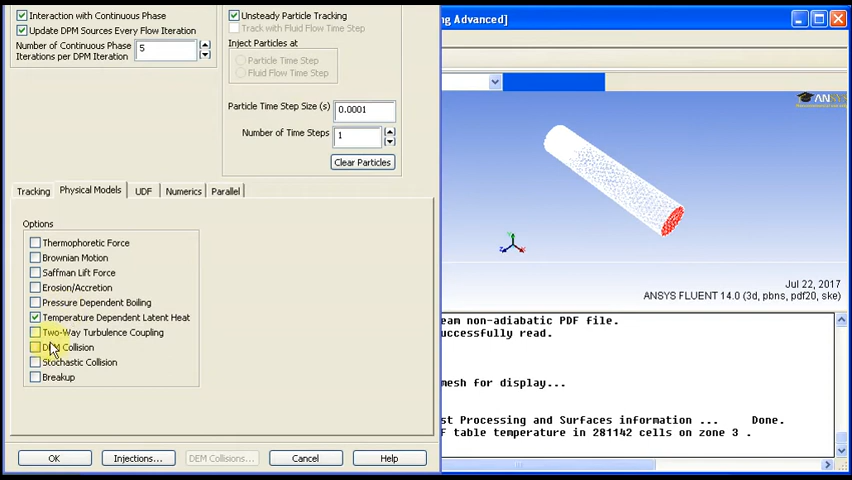 Interaction with Continuous Phase
Update DPM Sources Every Flow Iteration
Number of Continuous Phase
Iterations per DPM Iteration
5
Unsteady Particle Tracking
Track with Fluid Flow Time Step
Inject Particles at
Particle Time Step
Fluid Flow Time Step
Particle Time Step Size (s)
0.0001
Number of Time Steps
1
Clear Particles
Tracking
Physical Models
UDF
Numerics
Parallel
Options
Thermophoretic Force
Brownian Motion
Saffman Lift Force
Erosion/Accretion
Pressure Dependent Boiling
Temperature Dependent Latent Heat
Two-Way Turbulence Coupling
Collision
Stochastic Collision
Breakup
OK
Injections...
DEM Collisions...
Cancel
Help
Advanced]
ANSYS
Jul 22, 2017
ANSYS FLUENT 14.0 (3d, pbns, pdf20, ske)
eam non-adiabatic PDF file.
uccessfully read.
mesh for display...
st Processing and Surfaces information ... Done.
F table temperature in 281142 cells on zone 3 .